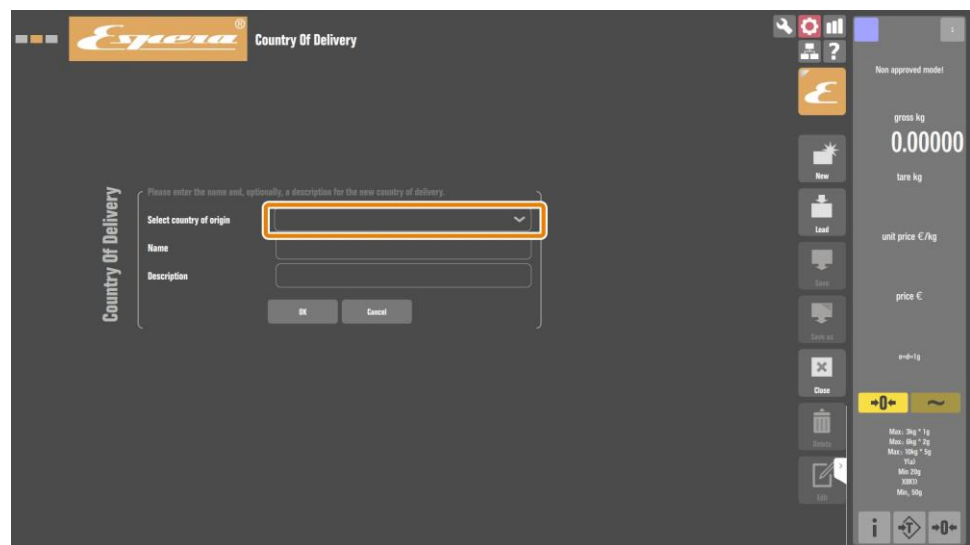 Espera®
Country Of Delivery
?
1
Non approved mode!
E
gross kg
0.00000
New
tare kg
Country Of Delivery
Please enter the name and, optionally, a description for the new country of delivery.
Select country of origin
Load
unit price €/kg
Name
Description
Save
price €
OK
Cancel
Save as
e=d=1g
Close
→0←
~
Max: 3kg * 1g
Max: 6kg * 2g
Max: 10kg * 5g
Delete
Min 20g
Min, 50g
Edit
i
→T←
→0←